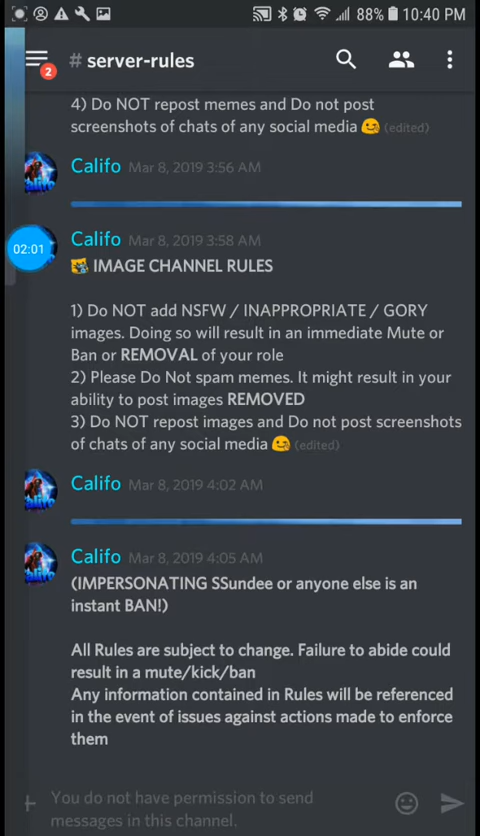 88% 10:40 PM
# server-rules
2
4) Do NOT repost memes and Do not post
screenshots of chats of any social media (edited)
Califo Mar 8, 2019 3:56 AM
Califo Mar 8, 2019 3:58 AM
02:01
IMAGE CHANNEL RULES
1) Do NOT add NSFW / INAPPROPRIATE / GORY
images. Doing so will result in an immediate Mute or
Ban or REMOVAL of your role
2) Please Do Not spam memes. It might result in your
ability to post images REMOVED
3) Do NOT repost images and Do not post screenshots
of chats of any social media (edited)
Califo Mar 8, 2019 4:02 AM
Califo Mar 8, 2019 4:05 AM
(IMPERSONATING SSundee or anyone else is an
instant BAN!)
All Rules are subject to change. Failure to abide could
result in a mute/kick/ban
Any information contained in Rules will be referenced
in the event of issues against actions made to enforce
them
You do not have permission to send
messages in this channel.